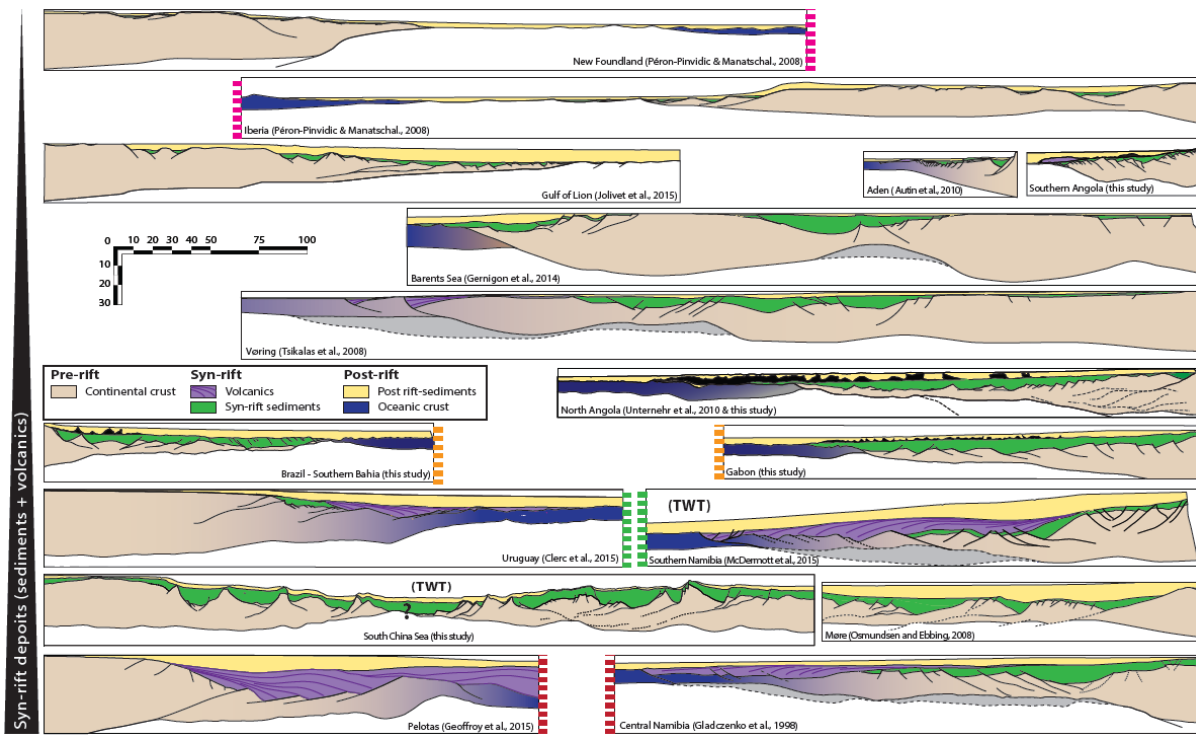 New Foundland (Péron-Pinvidic & Manatschal., 2008)
Iberia (Péron-Pinvidic & Manatschal., 2008)
Gulf of Lion (Jolivet et al., 2015)
Aden ( Autin et al., 2010)
Southern Angola (this study)
0 10 20 30 40 50 75 100
10
20
30
Barents Sea (Gernigon et al., 2014)
Vøring (Tsikalas et al., 2008)
Pre-rift Syn-rift Post-rift
Continental crust Volcanics Post rift-sediments
Syn-rift sediments Oceanic crust
North Angola (Unternehr et al., 2010 & this study)
Brazil - Southern Bahia (this study)
Gabon (this study)
Uruguay (Clerc et al., 2015)
(TWT)
Southern Namibia (McDermott et al., 2015)
(TWT)
?
South China Sea (this study)
Møre (Osmundsen and Ebbing, 2008)
Pelotas (Geoffroy et al., 2015)
Central Namibia (Gladczenko et al., 1998)
Syn-rift depoits (sediments + volcanics)